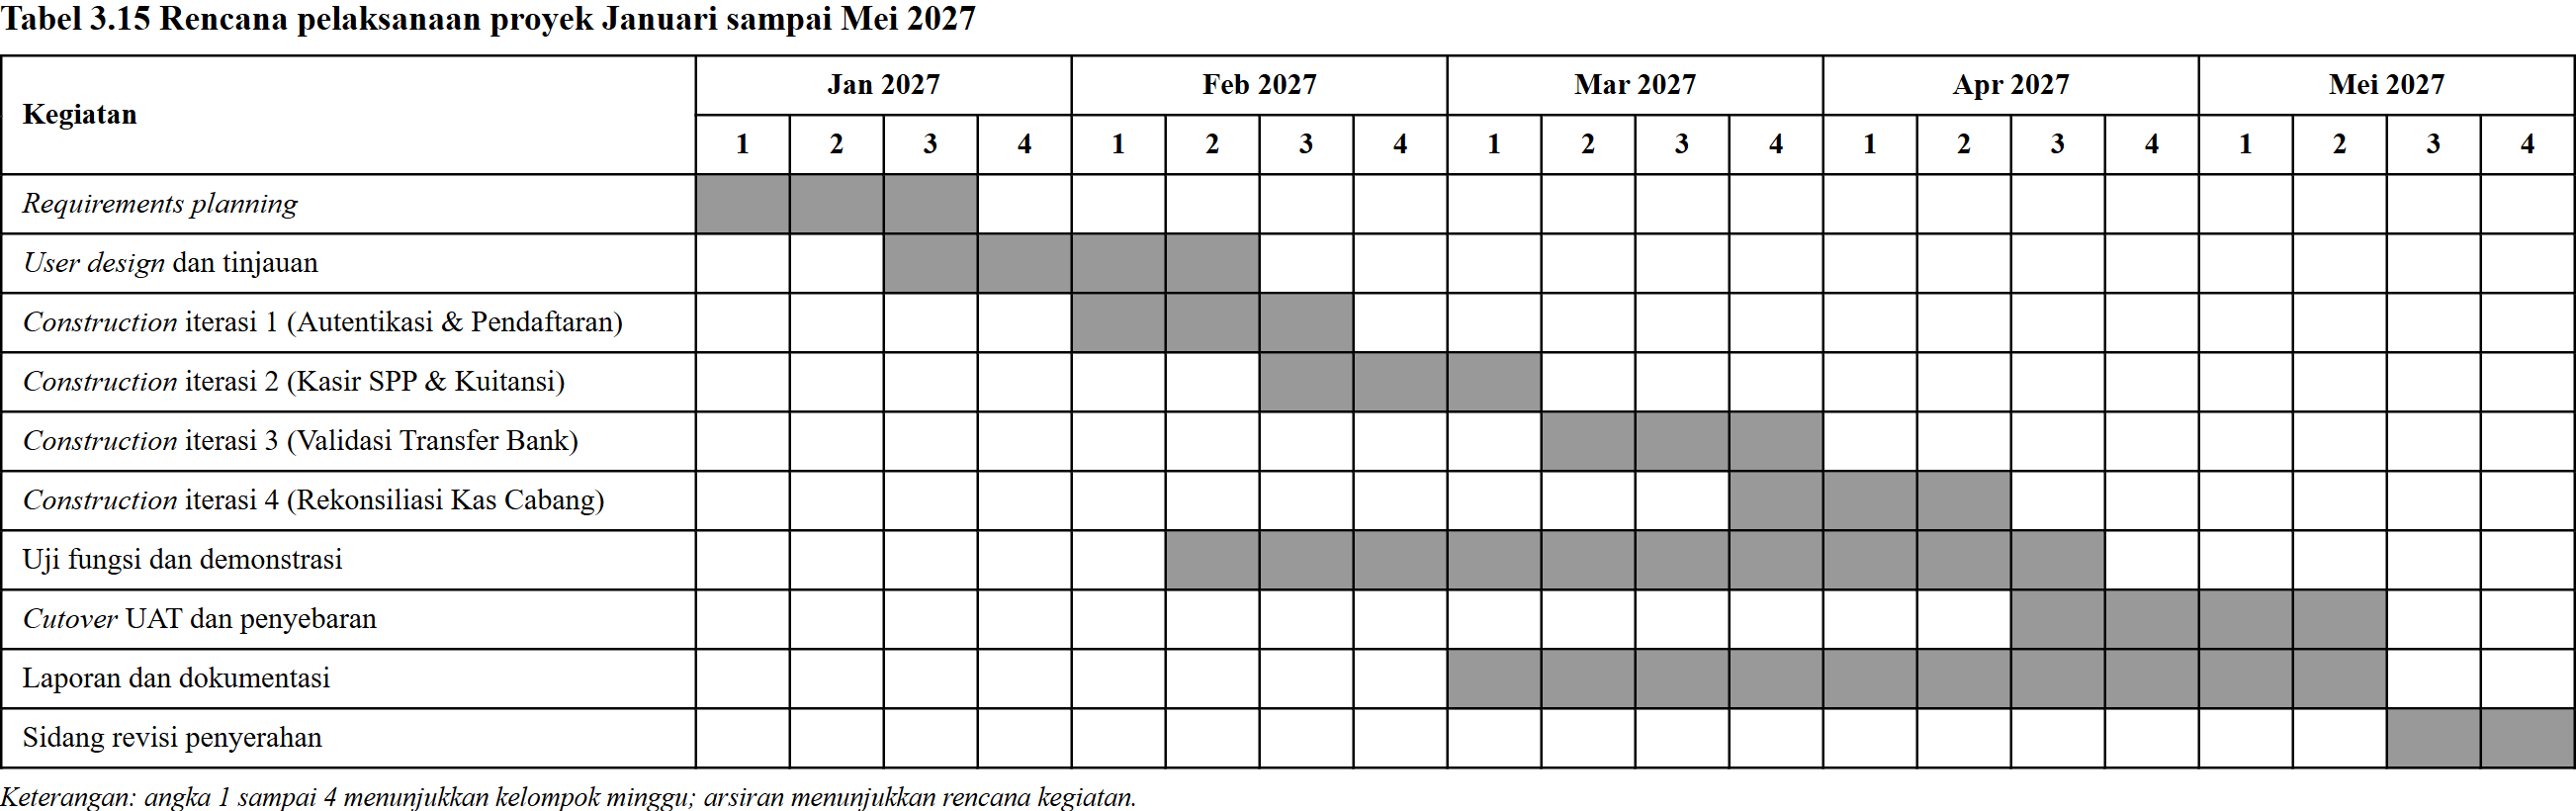 Tabel 3.15 Rencana pelaksanaan proyek Januari sampai Mei 2027
Kegiatan Jan 2027 Feb 2027 Mar 2027 Apr 2027 Mei 2027
1 2 3 4 1 2 3 4 1 2 3 4 1 2 3 4 1 2 3 4
Requirements planning
User design dan tinjauan
Construction iterasi 1 (Autentikasi & Pendaftaran)
Construction iterasi 2 (Kasir SPP & Kuitansi)
Construction iterasi 3 (Validasi Transfer Bank)
Construction iterasi 4 (Rekonsiliasi Kas Cabang)
Uji fungsi dan demonstrasi
Cutover UAT dan penyebaran
Laporan dan dokumentasi
Sidang revisi penyerahan
Keterangan: angka 1 sampai 4 menunjukkan kelompok minggu; arsiran menunjukkan rencana kegiatan.